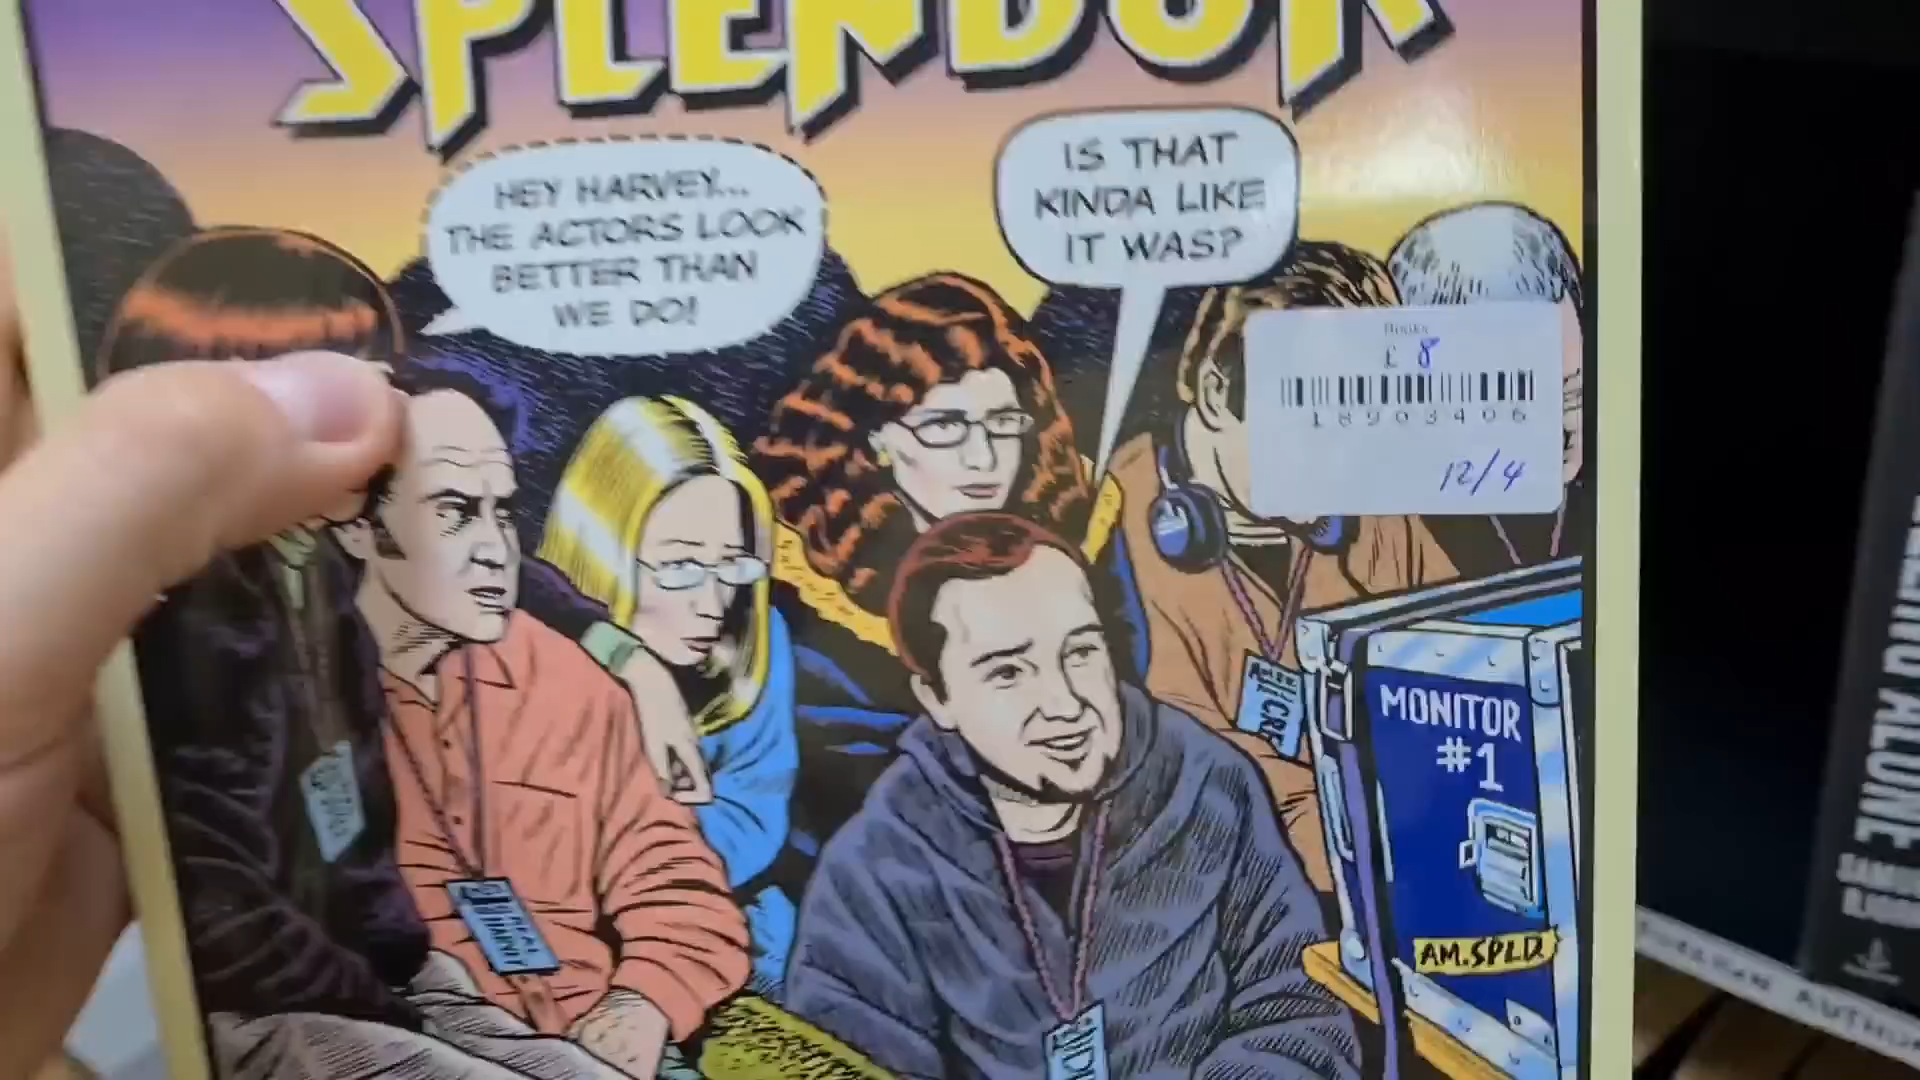 SPLENDOR
HEY HARVEY...
THE ACTORS LOOK
BETTER THAN
WE DO!
IS THAT
KINDA LIKE
IT WAS?
Books
£ 8
18903406
12/4
MONITOR
#1
AM.SPLD.
ALONE